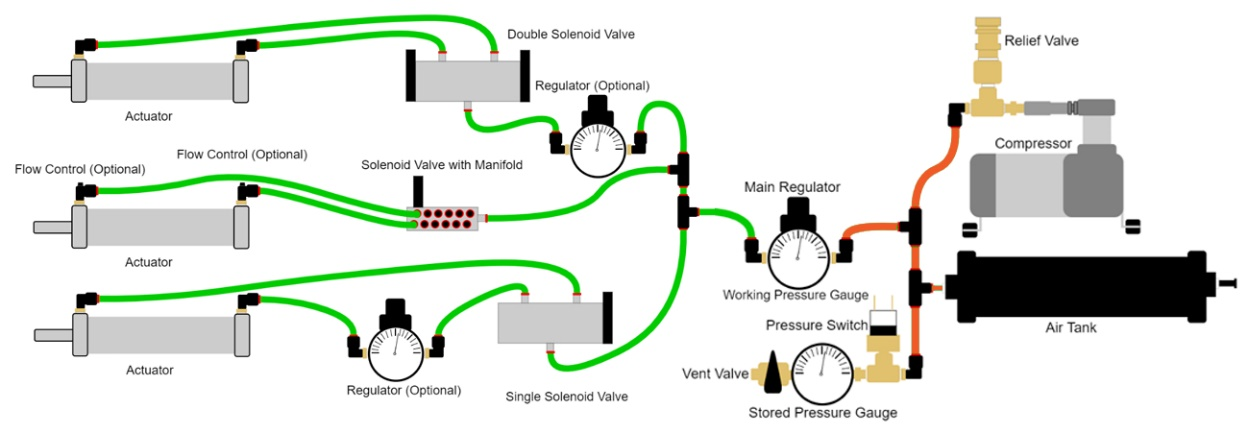 Double Solenoid Valve
Relief Valve
Regulator (Optional)
Actuator
Compressor
Flow Control (Optional)
Flow Control (Optional)
Solenoid Valve with Manifold
Main Regulator
Actuator
Working Pressure Gauge
Pressure Switch
Air Tank
Actuator
Vent Valve
Regulator (Optional)
Single Solenoid Valve
Stored Pressure Gauge